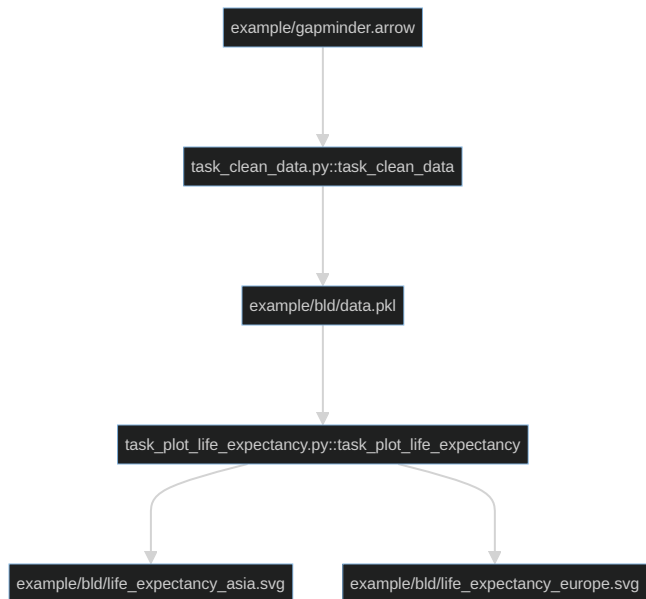 example/gapminder.arrow
task_clean_data.py::task_clean_data
example/bld/data.pkl
task_plot_life_expectancy.py::task_plot_life_expectancy
example/bld/life_expectancy_asia.svg
example/bld/life_expectancy_europe.svg